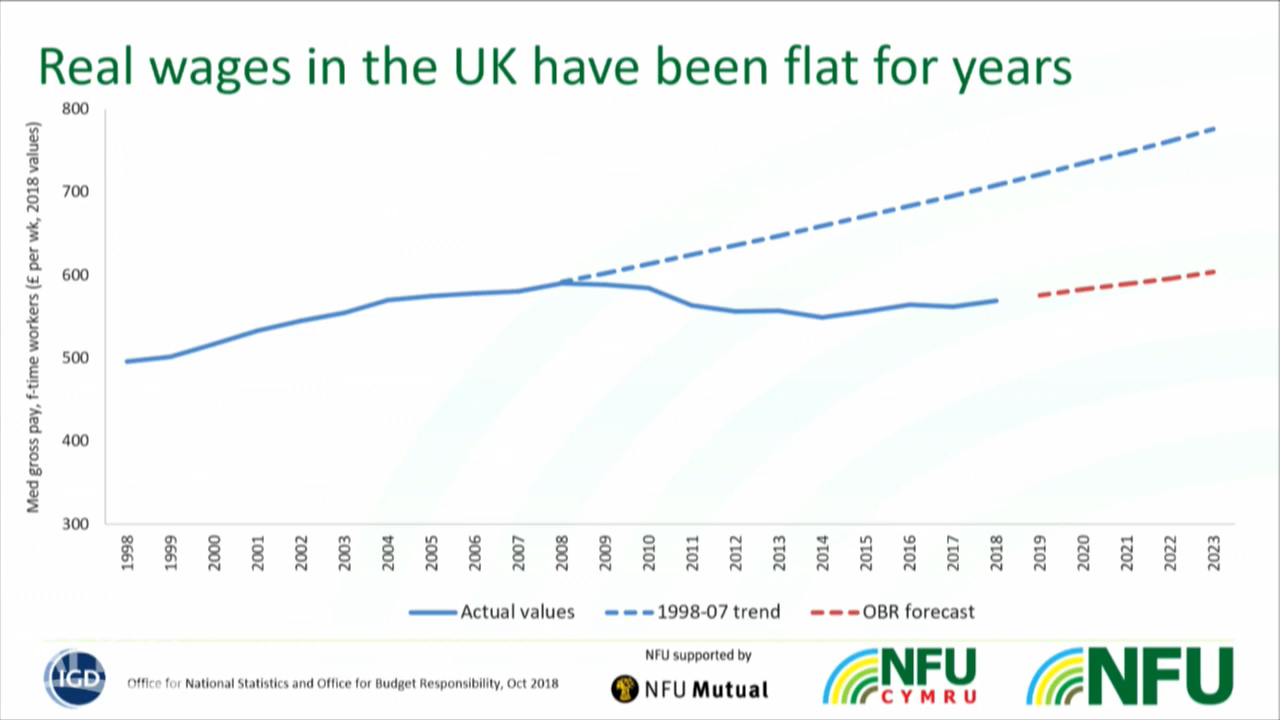 Real wages in the UK have been flat for years
Med gross pay, f-time workers (£ per wk, 2018 values)
800
700
600
500
400
300
1998 1999 2000 2001 2002 2003 2004 2005 2006 2007 2008 2009 2010 2011 2012 2013 2014 2015 2016 2017 2018 2019 2020 2021 2022 2023
Actual values 1998-07 trend OBR forecast
IGD
Office for National Statistics and Office for Budget Responsibility, Oct 2018
NFU supported by
NFU Mutual
NFU
CYMRU
NFU